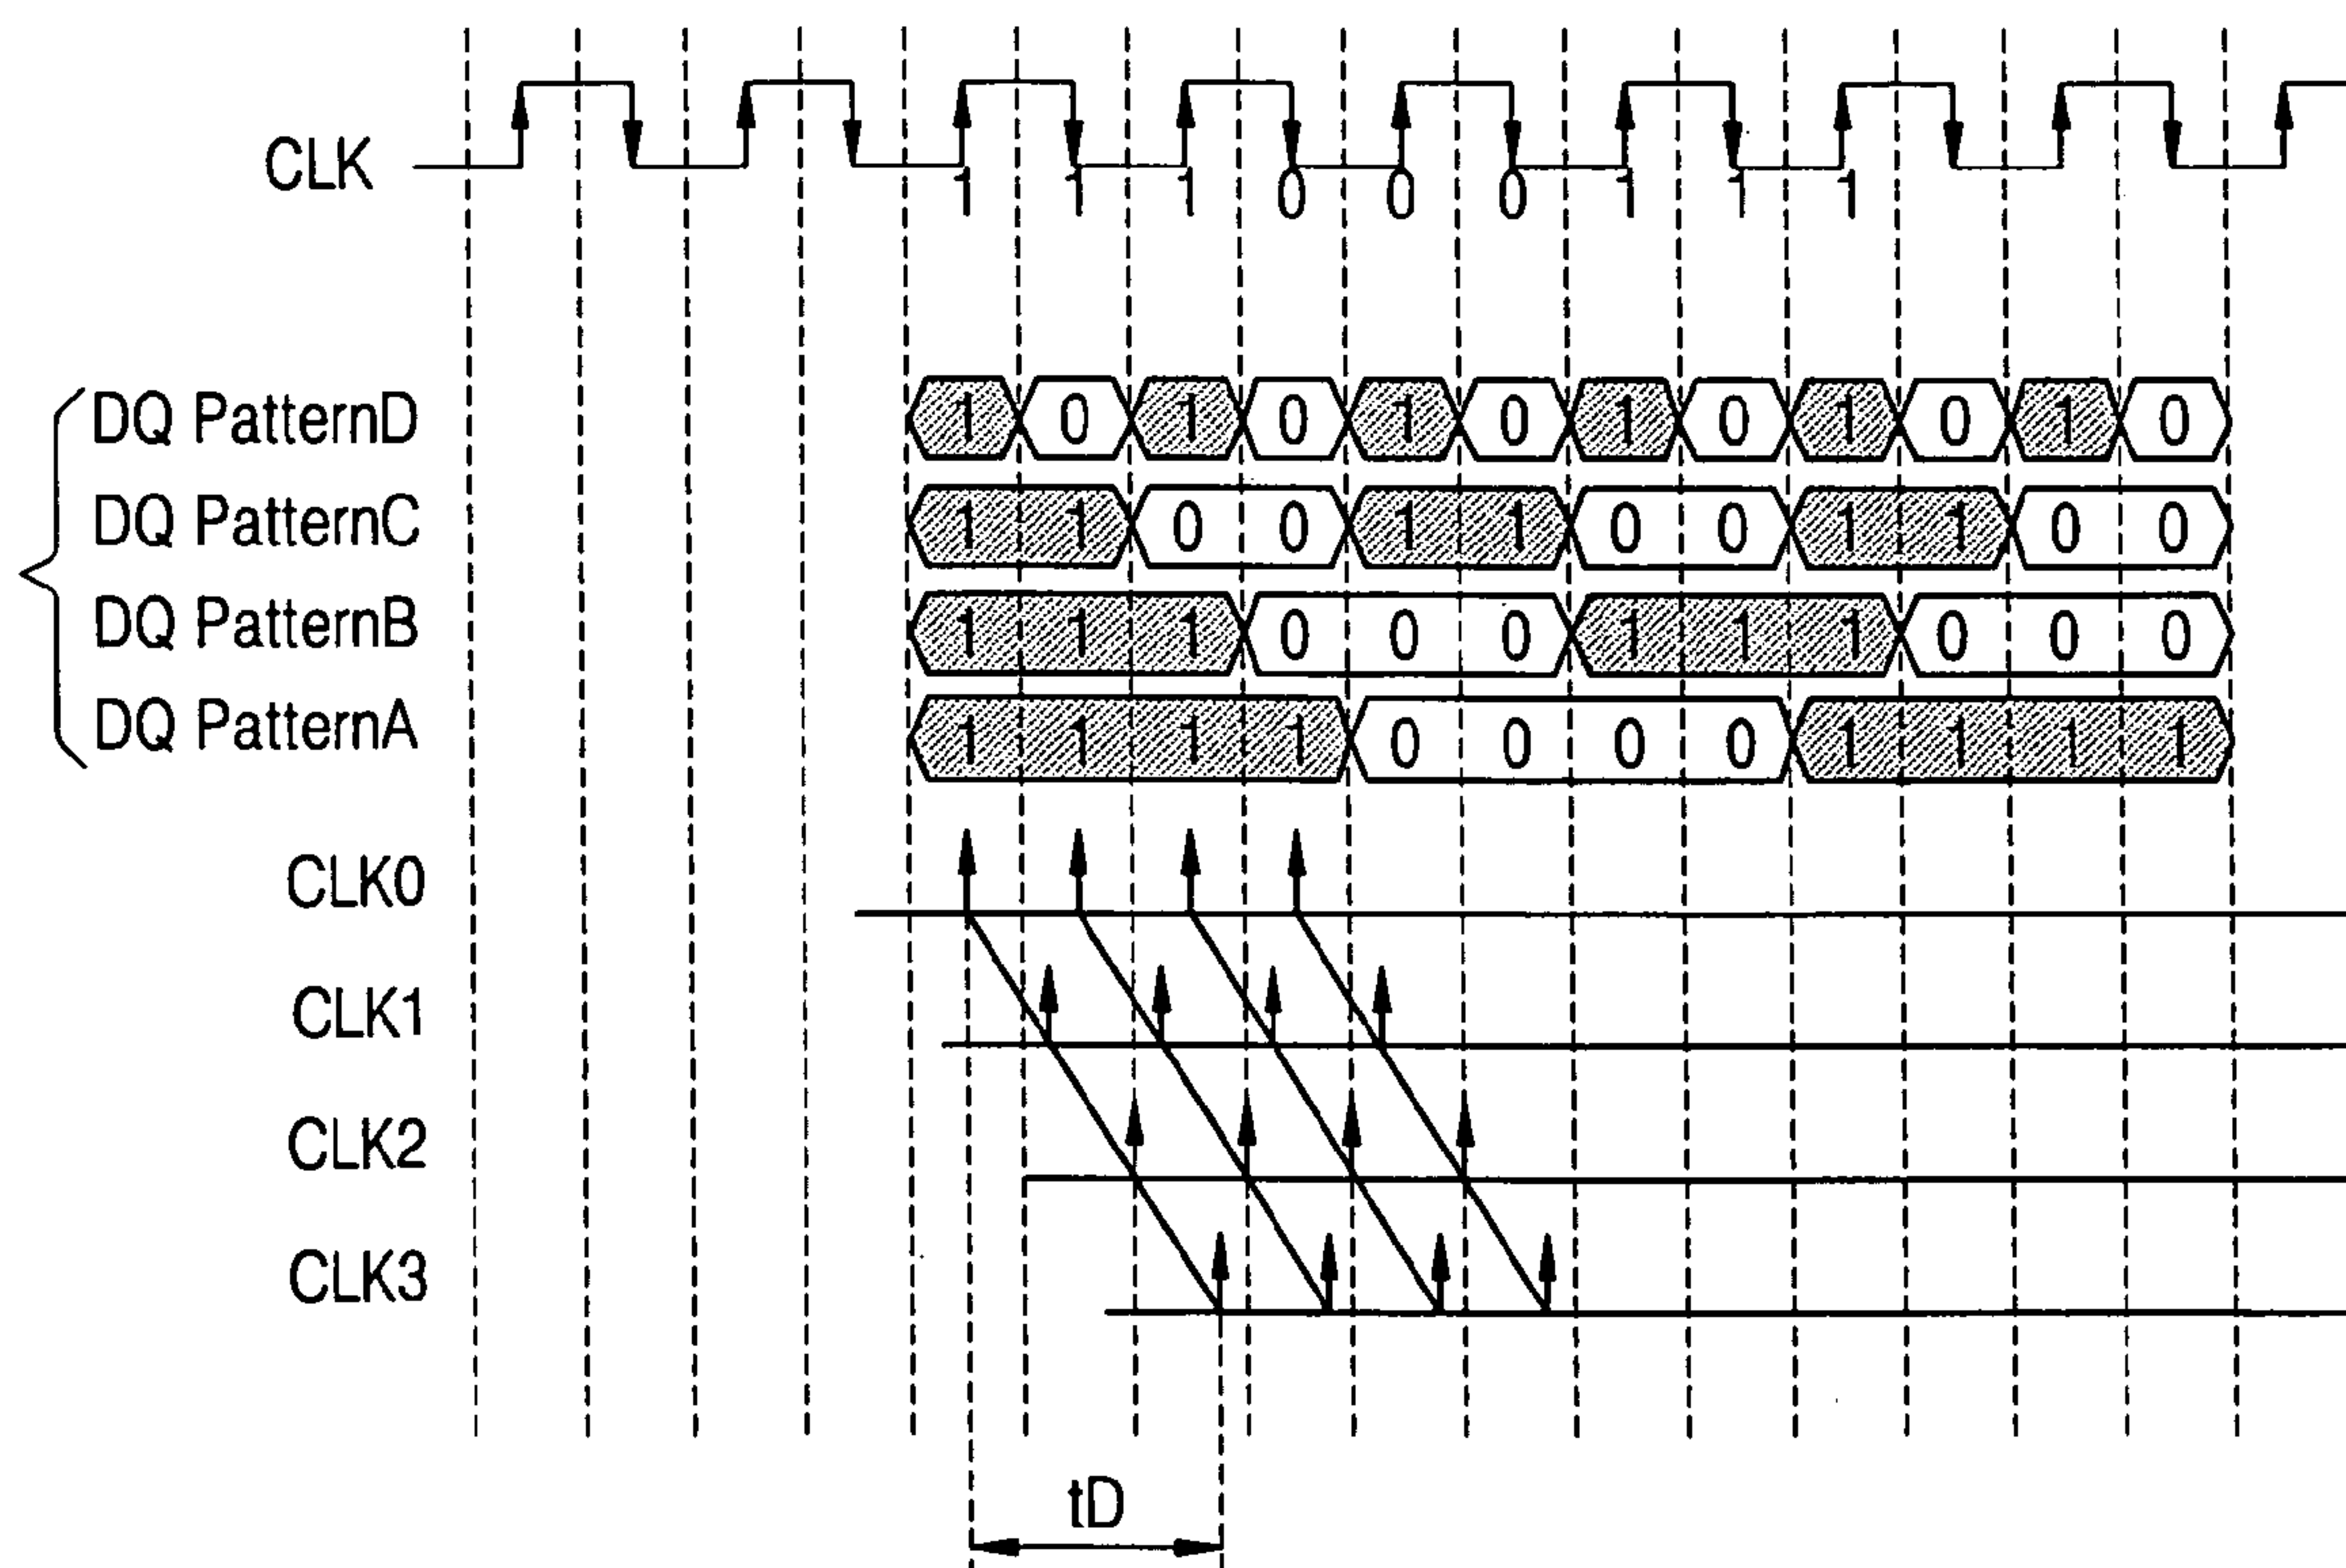 CLK
1 1 1 0 0 0 1 1 1
DQ PatternD 1 0 1 0 1 0 1 0 1 0 1 0
DQ PatternC 1 1 0 0 1 1 0 0 1 1 0 0
DQ PatternB 1 1 1 0 0 0 1 1 1 0 0 0
DQ PatternA 1 1 1 1 0 0 0 0 1 1 1 1
CLK0
CLK1
CLK2
CLK3
tD